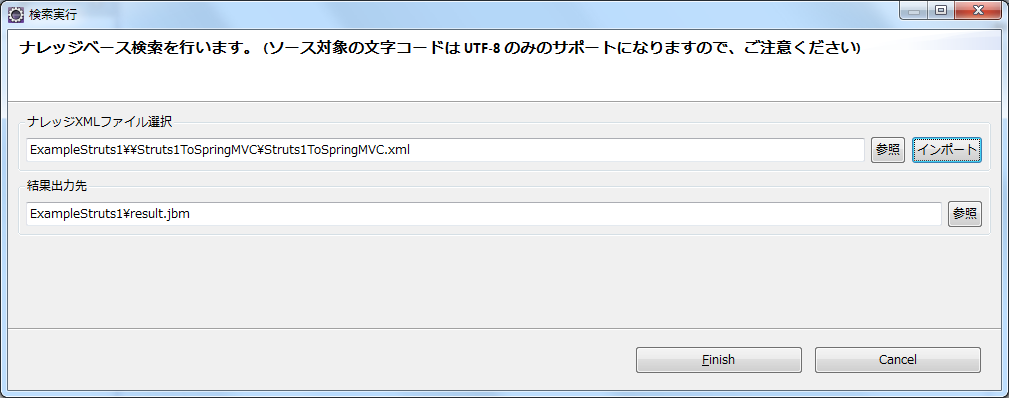 検索実行
ナレッジベース検索を行います。 (ソース対象の文字コードは UTF-8 のみのサポートになりますので、ご注意ください)
ナレッジXMLファイル選択
ExampleStruts1¥¥Struts1ToSpringMVC¥Struts1ToSpringMVC.xml 参照 インポート
結果出力先
ExampleStruts1¥result.jbm 参照
Finish Cancel